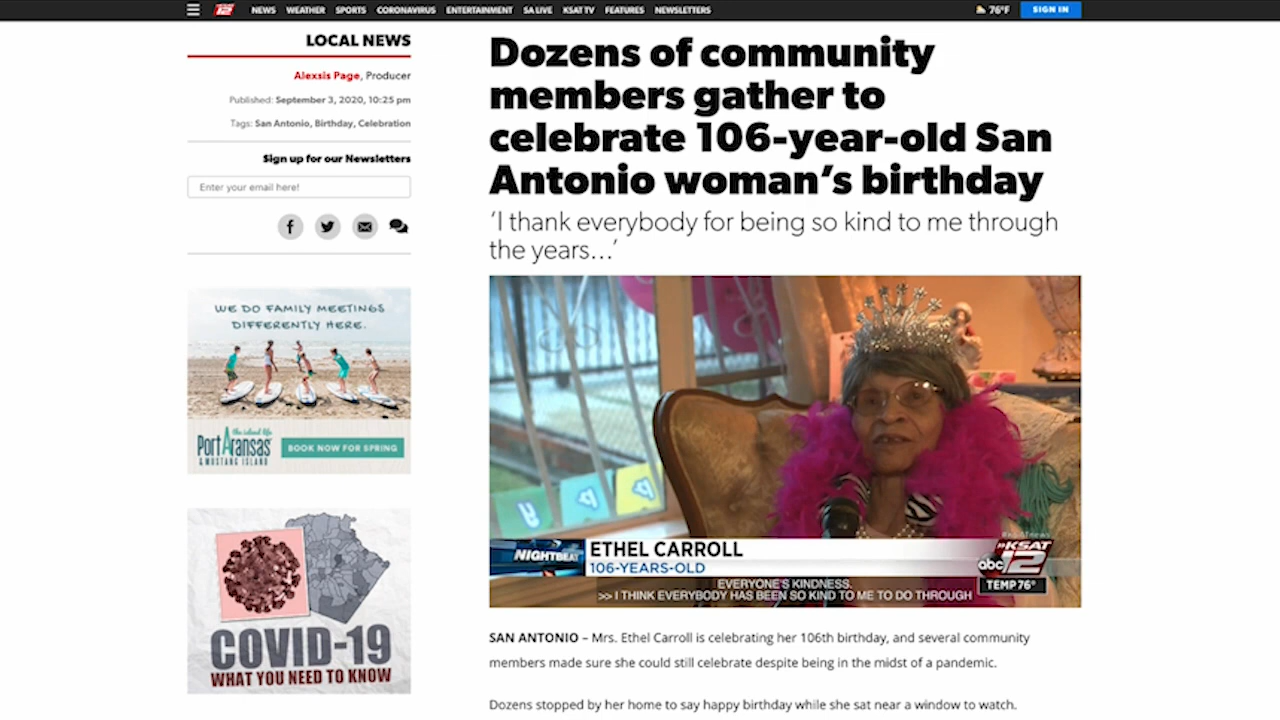 12
NEWS WEATHER SPORTS CORONAVIRUS ENTERTAINMENT SA LIVE KSAT TV FEATURES NEWSLETTERS
76°F
SIGN IN
LOCAL NEWS
Alexsis Page, Producer
Published: September 3, 2020, 10:25 pm
Tags: San Antonio, Birthday, Celebration
Sign up for our Newsletters
Enter your email here!
WE DO FAMILY MEETINGS
DIFFERENTLY HERE.
the island life
Port Aransas
& MUSTANG ISLAND
BOOK NOW FOR SPRING
COVID-19
WHAT YOU NEED TO KNOW
Dozens of community
members gather to
celebrate 106-year-old San
Antonio woman’s birthday
‘I thank everybody for being so kind to me through
the years...’
#KSATnews
NIGHTBEAT
ETHEL CARROLL
106-YEARS-OLD
KSAT
abc 12
TEMP 76°
EVERYONE'S KINDNESS.
>> I THINK EVERYBODY HAS BEEN SO KIND TO ME TO DO THROUGH
SAN ANTONIO – Mrs. Ethel Carroll is celebrating her 106th birthday, and several community
members made sure she could still celebrate despite being in the midst of a pandemic.
Dozens stopped by her home to say happy birthday while she sat near a window to watch.